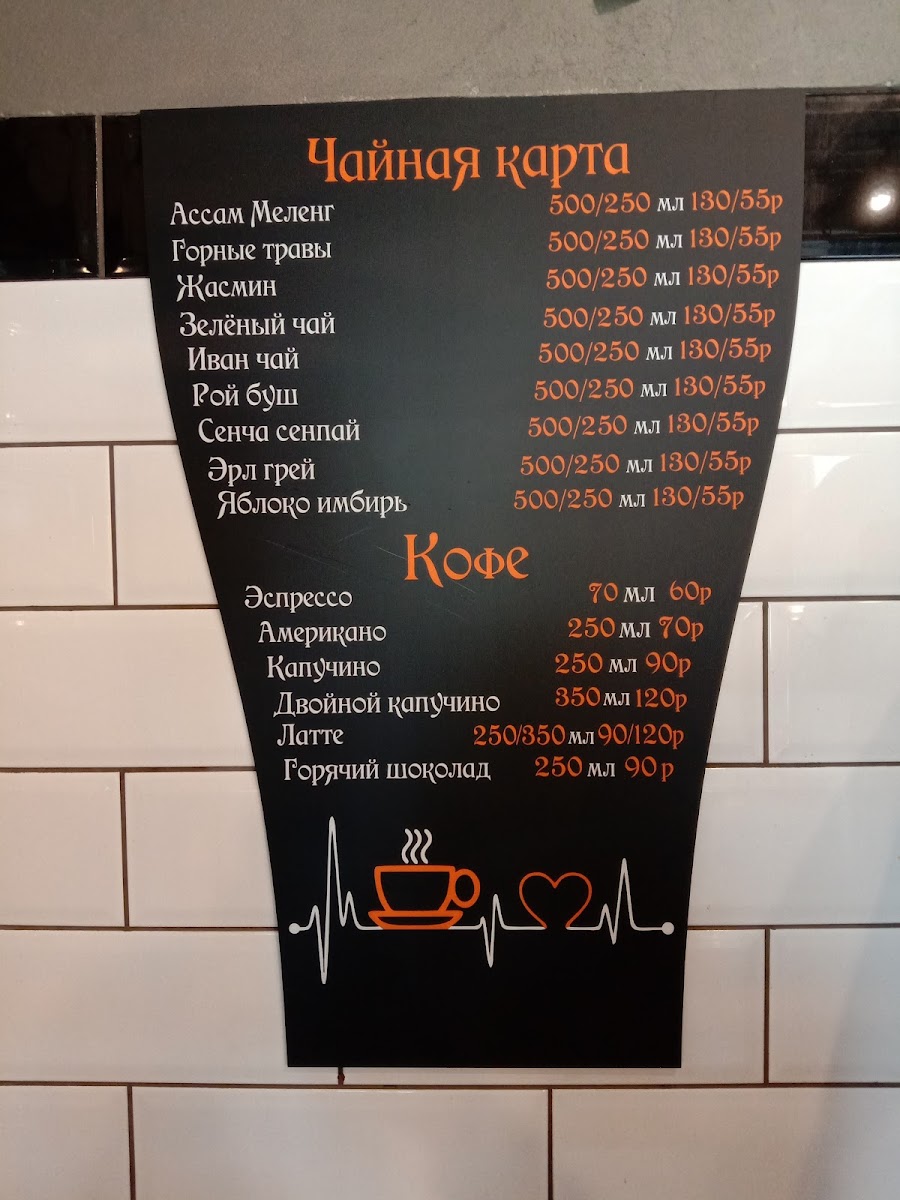 Чайная карта
Ассам Меленг 500/250 мл 130/55р
Горные травы 500/250 мл 130/55р
Жасмин 500/250 мл 130/55р
Зелёный чай 500/250 мл 130/55р
Иван чай 500/250 мл 130/55р
Рой буш 500/250 мл 130/55р
Сенча сенпай 500/250 мл 130/55р
Эрл грей 500/250 мл 130/55р
Яблоко имбирь 500/250 мл 130/55р
Кофе
Эспрессо 70 мл 60р
Американо 250 мл 70р
Капучино 250 мл 90р
Двойной капучино 350 мл 120р
Латте 250/350 мл 90/120р
Горячий шоколад 250 мл 90р